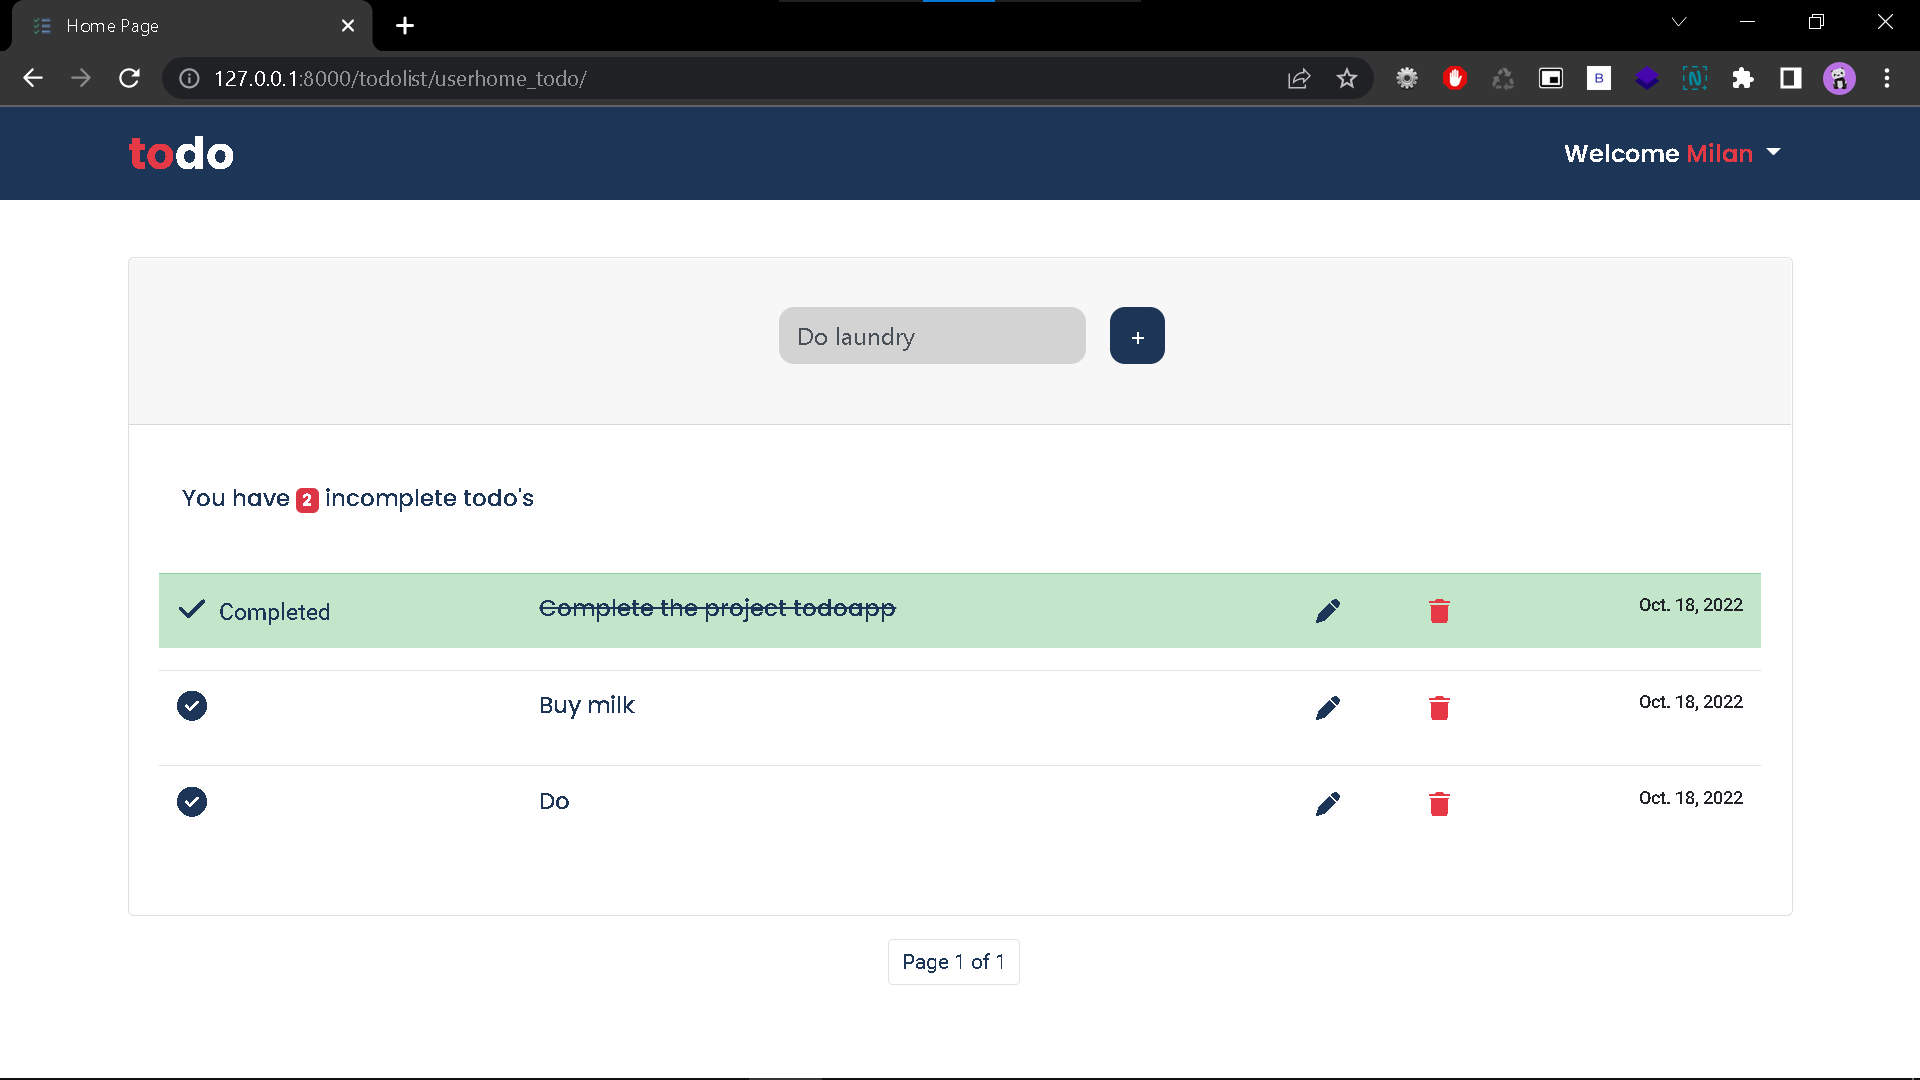 Home Page
127.0.0.1:8000/todolist/userhome_todo/
B
N
todo
Welcome Milan
Do laundry
+
You have 2 incomplete todo's
Completed Complete the project todoapp Oct. 18, 2022
Buy milk Oct. 18, 2022
Do Oct. 18, 2022
Page 1 of 1